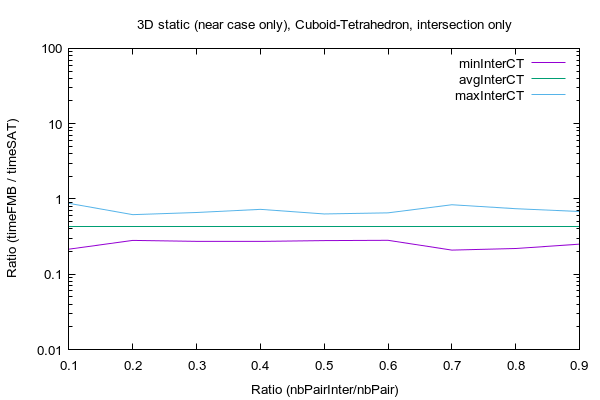 3D static (near case only), Cuboid-Tetrahedron, intersection only
100
10
1
0.1
0.01
Ratio (timeFMB / timeSAT)
minInterCT
avgInterCT
maxInterCT
0.1 0.2 0.3 0.4 0.5 0.6 0.7 0.8 0.9
Ratio (nbPairInter/nbPair)